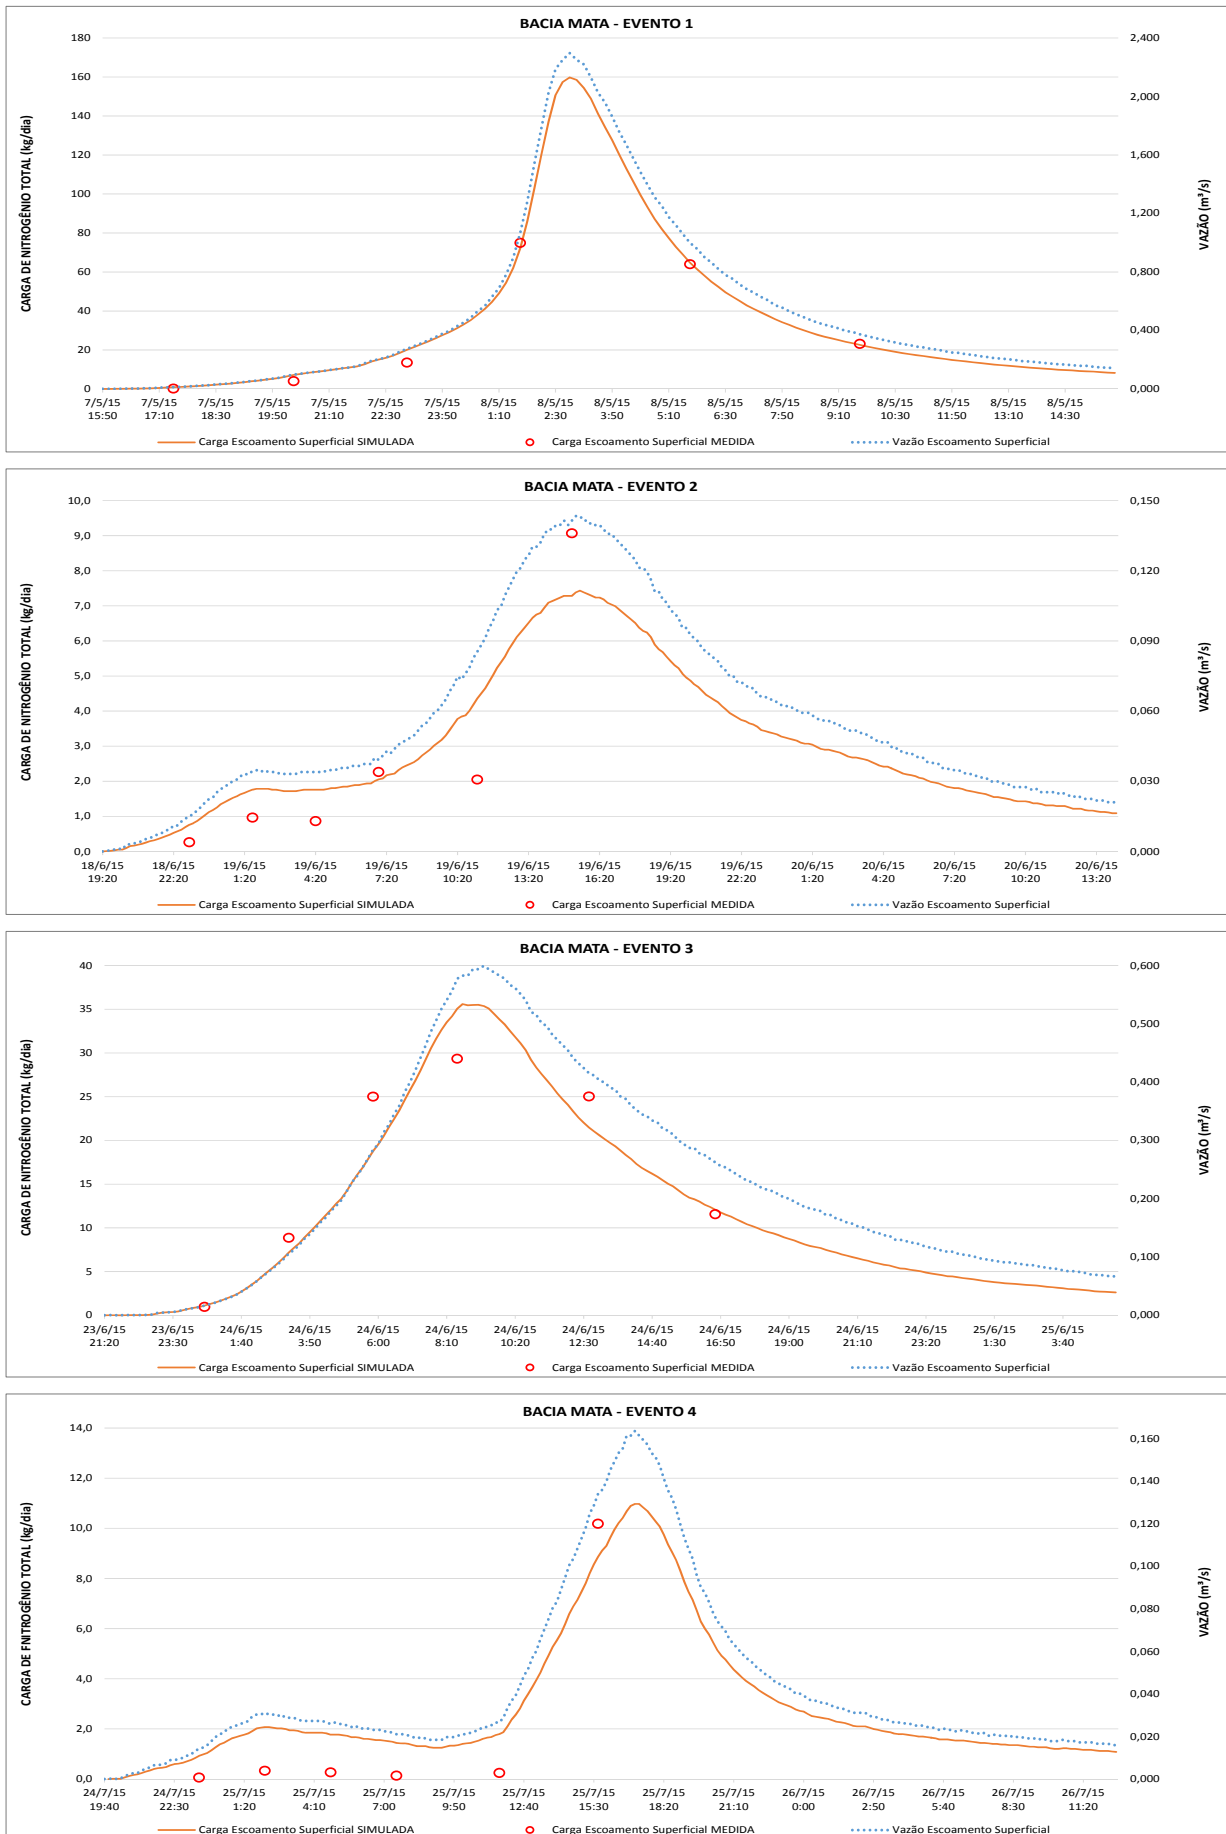 BACIA MATA - EVENTO 1
CARGA DE NITROGÊNIO TOTAL (kg/dia)
180
160
140
120
100
80
60
40
20
0
2,400
2,000
1,600
1,200
0,800
0,400
0,000
VAZÃO (m³/s)
7/5/15 7/5/15 7/5/15 7/5/15 7/5/15 7/5/15 7/5/15 8/5/15 8/5/15 8/5/15 8/5/15 8/5/15 8/5/15 8/5/15 8/5/15 8/5/15 8/5/15 8/5/15
15:50 17:10 18:30 19:50 21:10 22:30 23:50 1:10 2:30 3:50 5:10 6:30 7:50 9:10 10:30 11:50 13:10 14:30
Carga Escoamento Superficial SIMULADA Carga Escoamento Superficial MEDIDA Vazão Escoamento Superficial
BACIA MATA - EVENTO 2
CARGA DE NITROGÊNIO TOTAL (kg/dia)
10,0
9,0
8,0
7,0
6,0
5,0
4,0
3,0
2,0
1,0
0,0
0,150
0,120
0,090
0,060
0,030
0,000
VAZÃO (m³/s)
18/6/15 18/6/15 19/6/15 19/6/15 19/6/15 19/6/15 19/6/15 19/6/15 19/6/15 19/6/15 20/6/15 20/6/15 20/6/15 20/6/15 20/6/15
19:20 22:20 1:20 4:20 7:20 10:20 13:20 16:20 19:20 22:20 1:20 4:20 7:20 10:20 13:20
Carga Escoamento Superficial SIMULADA Carga Escoamento Superficial MEDIDA Vazão Escoamento Superficial
BACIA MATA - EVENTO 3
CARGA DE NITROGÊNIO TOTAL (kg/dia)
40
35
30
25
20
15
10
5
0
0,600
0,500
0,400
0,300
0,200
0,100
0,000
VAZÃO (m³/s)
23/6/15 23/6/15 24/6/15 24/6/15 24/6/15 24/6/15 24/6/15 24/6/15 24/6/15 24/6/15 24/6/15 24/6/15 24/6/15 25/6/15 25/6/15
21:20 23:30 1:40 3:50 6:00 8:10 10:20 12:30 14:40 16:50 19:00 21:10 23:20 1:30 3:40
Carga Escoamento Superficial SIMULADA Carga Escoamento Superficial MEDIDA Vazão Escoamento Superficial
BACIA MATA - EVENTO 4
CARGA DE FNITROGÊNIO TOTAL (kg/dia)
14,0
12,0
10,0
8,0
6,0
4,0
2,0
0,0
0,160
0,140
0,120
0,100
0,080
0,060
0,040
0,020
0,000
VAZÃO (m³/s)
24/7/15 24/7/15 25/7/15 25/7/15 25/7/15 25/7/15 25/7/15 25/7/15 25/7/15 25/7/15 26/7/15 26/7/15 26/7/15 26/7/15 26/7/15
19:40 22:30 1:20 4:10 7:00 9:50 12:40 15:30 18:20 21:10 0:00 2:50 5:40 8:30 11:20
Carga Escoamento Superficial SIMULADA Carga Escoamento Superficial MEDIDA Vazão Escoamento Superficial